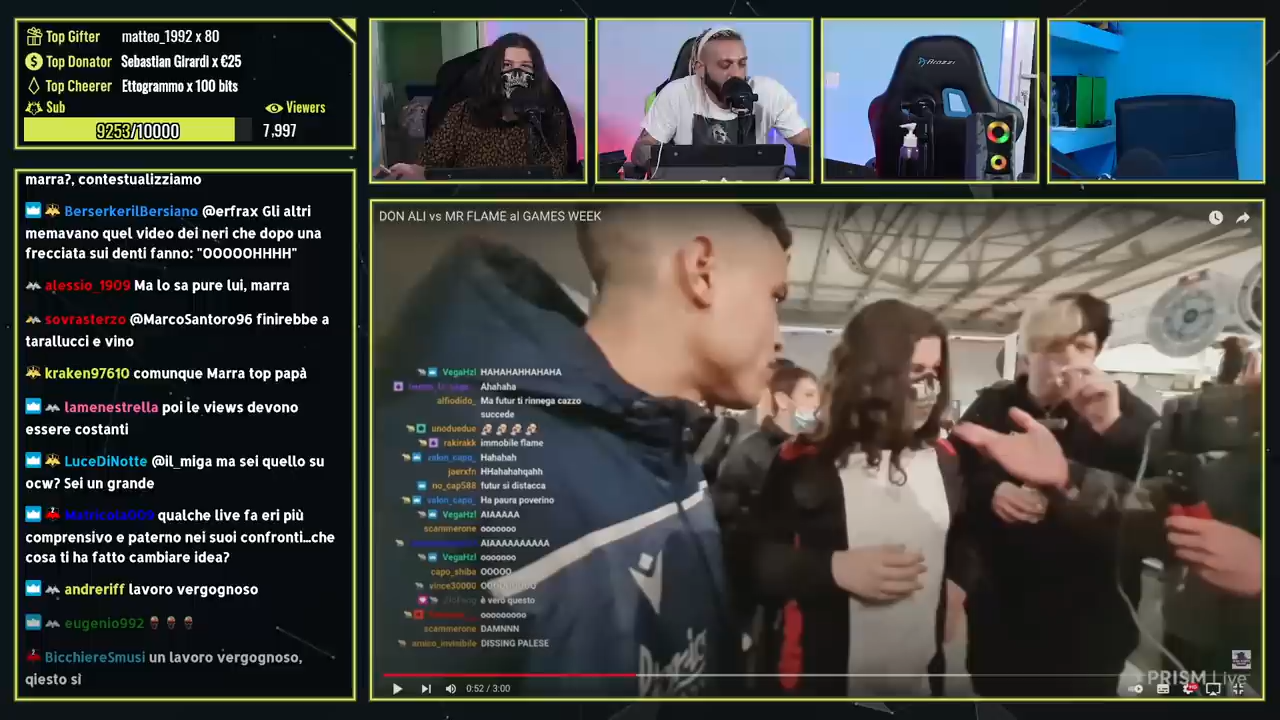 Top Gifter matteo_1992 x 80
Top Donator Sebastian Girardi x €25
Top Cheerer Ettogrammo x 100 bits
Sub Viewers
9253/10000 7,997
marra?, contestualizziamo
BerserkerilBersiano @erfrax Gli altri
memavano quel video dei neri che dopo una
frecciata sui denti fanno: "OOOOOHHHH"
alessio_1909 Ma lo sa pure lui, marra
sovrasterzo @MarcoSantoro96 finirebbe a
tarallucci e vino
kraken97610 comunque Marra top papà
lamenestrella poi le views devono
essere costanti
LuceDiNotte @il_miga ma sei quello su
ocw? Sei un grande
Matricola009 qualche live fa eri più
comprensivo e paterno nei suoi confronti...che
cosa ti ha fatto cambiare idea?
andreriff lavoro vergognoso
eugenio992
BicchiereSmusi un lavoro vergognoso,
qiesto si
Arozzi
DON ALI vs MR FLAME al GAMES WEEK
VegaHzl HAHAHAHHAHAHA
Ahahaha
alfiodido_ Ma futur ti rinnega cazzo
succede
unoduedue
rakirakk immobile flame
Hahahah
jaerxfn HHahahahqahh
no_cap588 futur si distacca
Ha paura poverino
VegaHzl AIAAAAA
scammerone ooooooo
AIAAAAAAAAAA
VegaHzl ooooooo
capo_shiba OOOOO
vince30000
è vero questo
ooooooooo
scammerone DAMNNN
amico_invisibile DISSING PALESE
0:52 / 3:00
PRISM Live